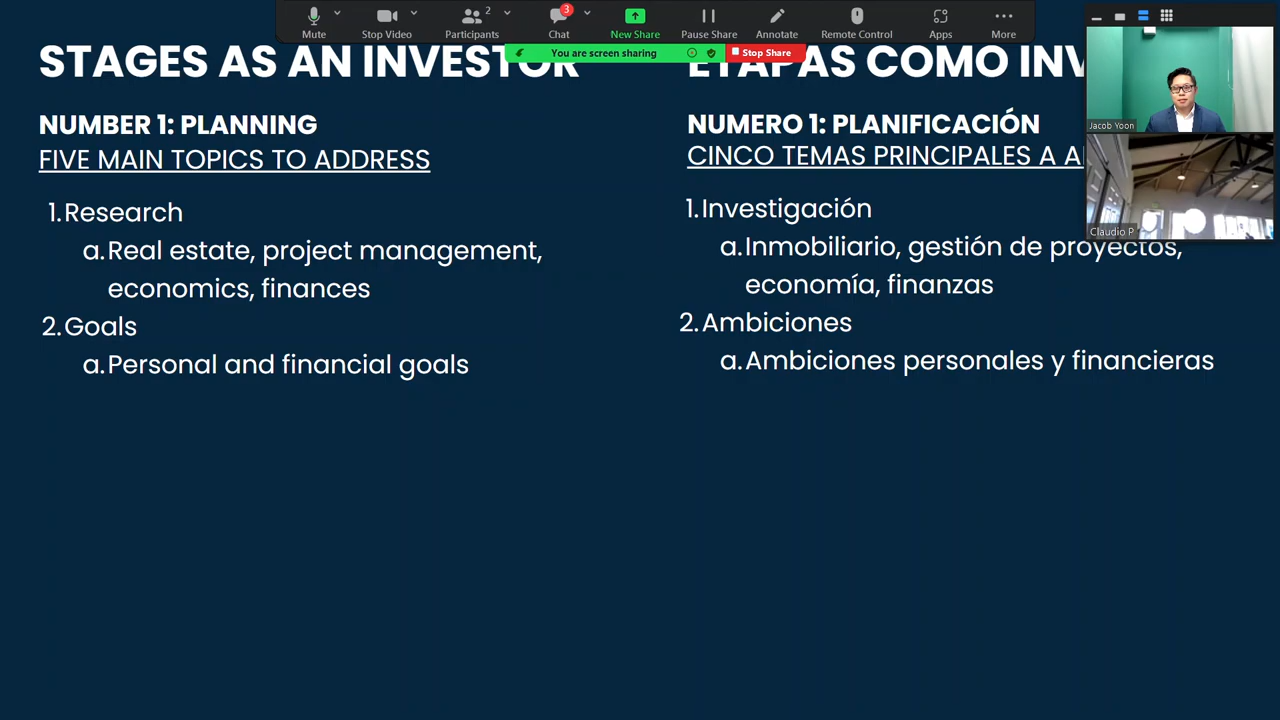 2
3
Mute
Stop Video
Participants
Chat
New Share
Pause Share
Annotate
Remote Control
Apps
More
You are screen sharing
Stop Share
STAGES AS AN INVESTOR
NUMBER 1: PLANNING
FIVE MAIN TOPICS TO ADDRESS
1. Research
a. Real estate, project management,
economics, finances
2. Goals
a. Personal and financial goals
ETAPAS COMO INV
NUMERO 1: PLANIFICACIÓN
CINCO TEMAS PRINCIPALES A A
1. Investigación
a. Inmobiliario, gestión de proyectos,
economía, finanzas
2. Ambiciones
a. Ambiciones personales y financieras
Jacob Yoon
Claudio P